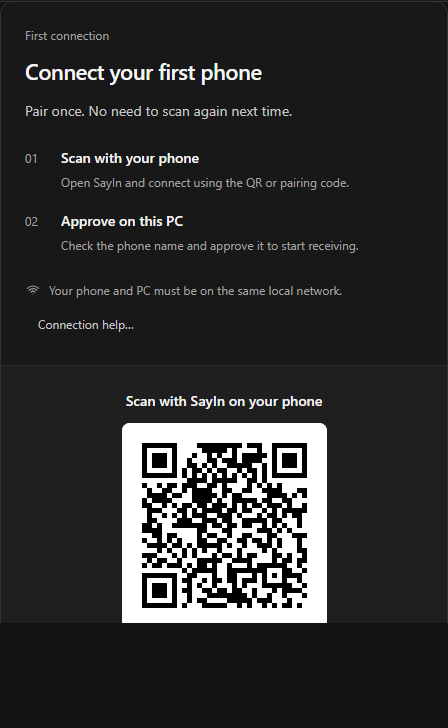 First connection
Connect your first phone
Pair once. No need to scan again next time.
01 Scan with your phone
Open SayIn and connect using the QR or pairing code.
02 Approve on this PC
Check the phone name and approve it to start receiving.
Your phone and PC must be on the same local network.
Connection help...
Scan with SayIn on your phone